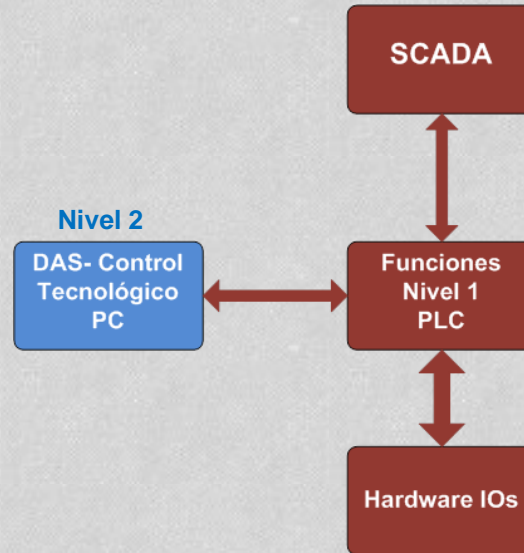 SCADA
Nivel 2
DAS- Control
Tecnológico
PC
Funciones
Nivel 1
PLC
Hardware IOs